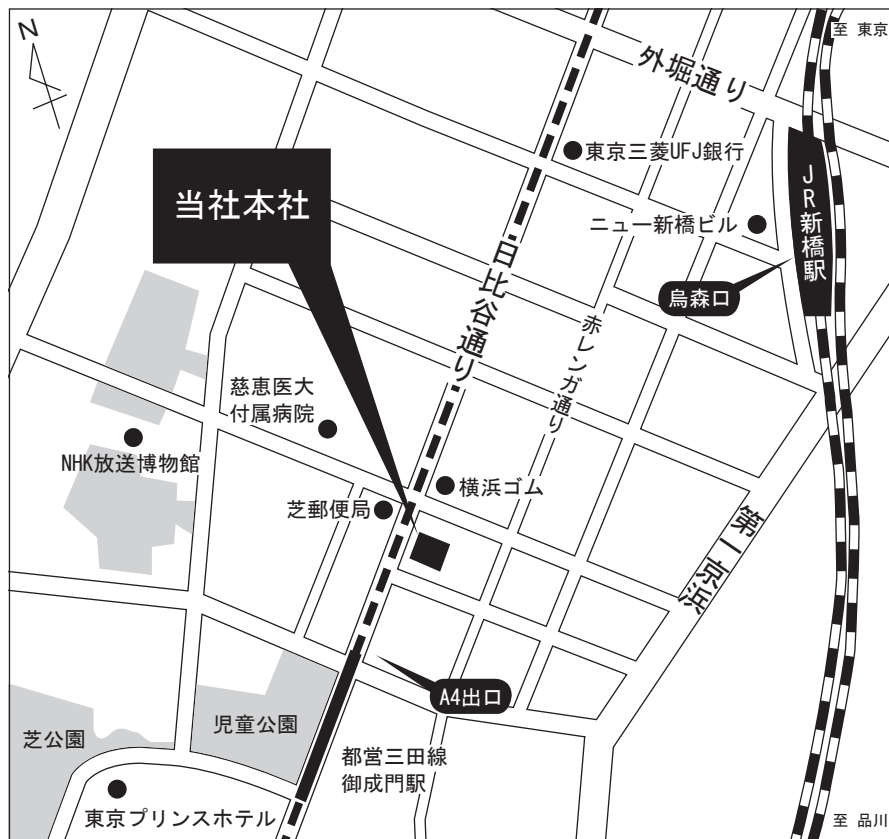 N
至 東京
外堀通り
東京三菱UFJ銀行
JR新橋駅
当社本社
ニュー新橋ビル
日比谷通り
烏森口
赤レンガ通り
慈恵医大
付属病院
NHK放送博物館
横浜ゴム
芝郵便局
第一京浜
A4出口
児童公園
芝公園
都営三田線
御成門駅
東京プリンスホテル
至 品川